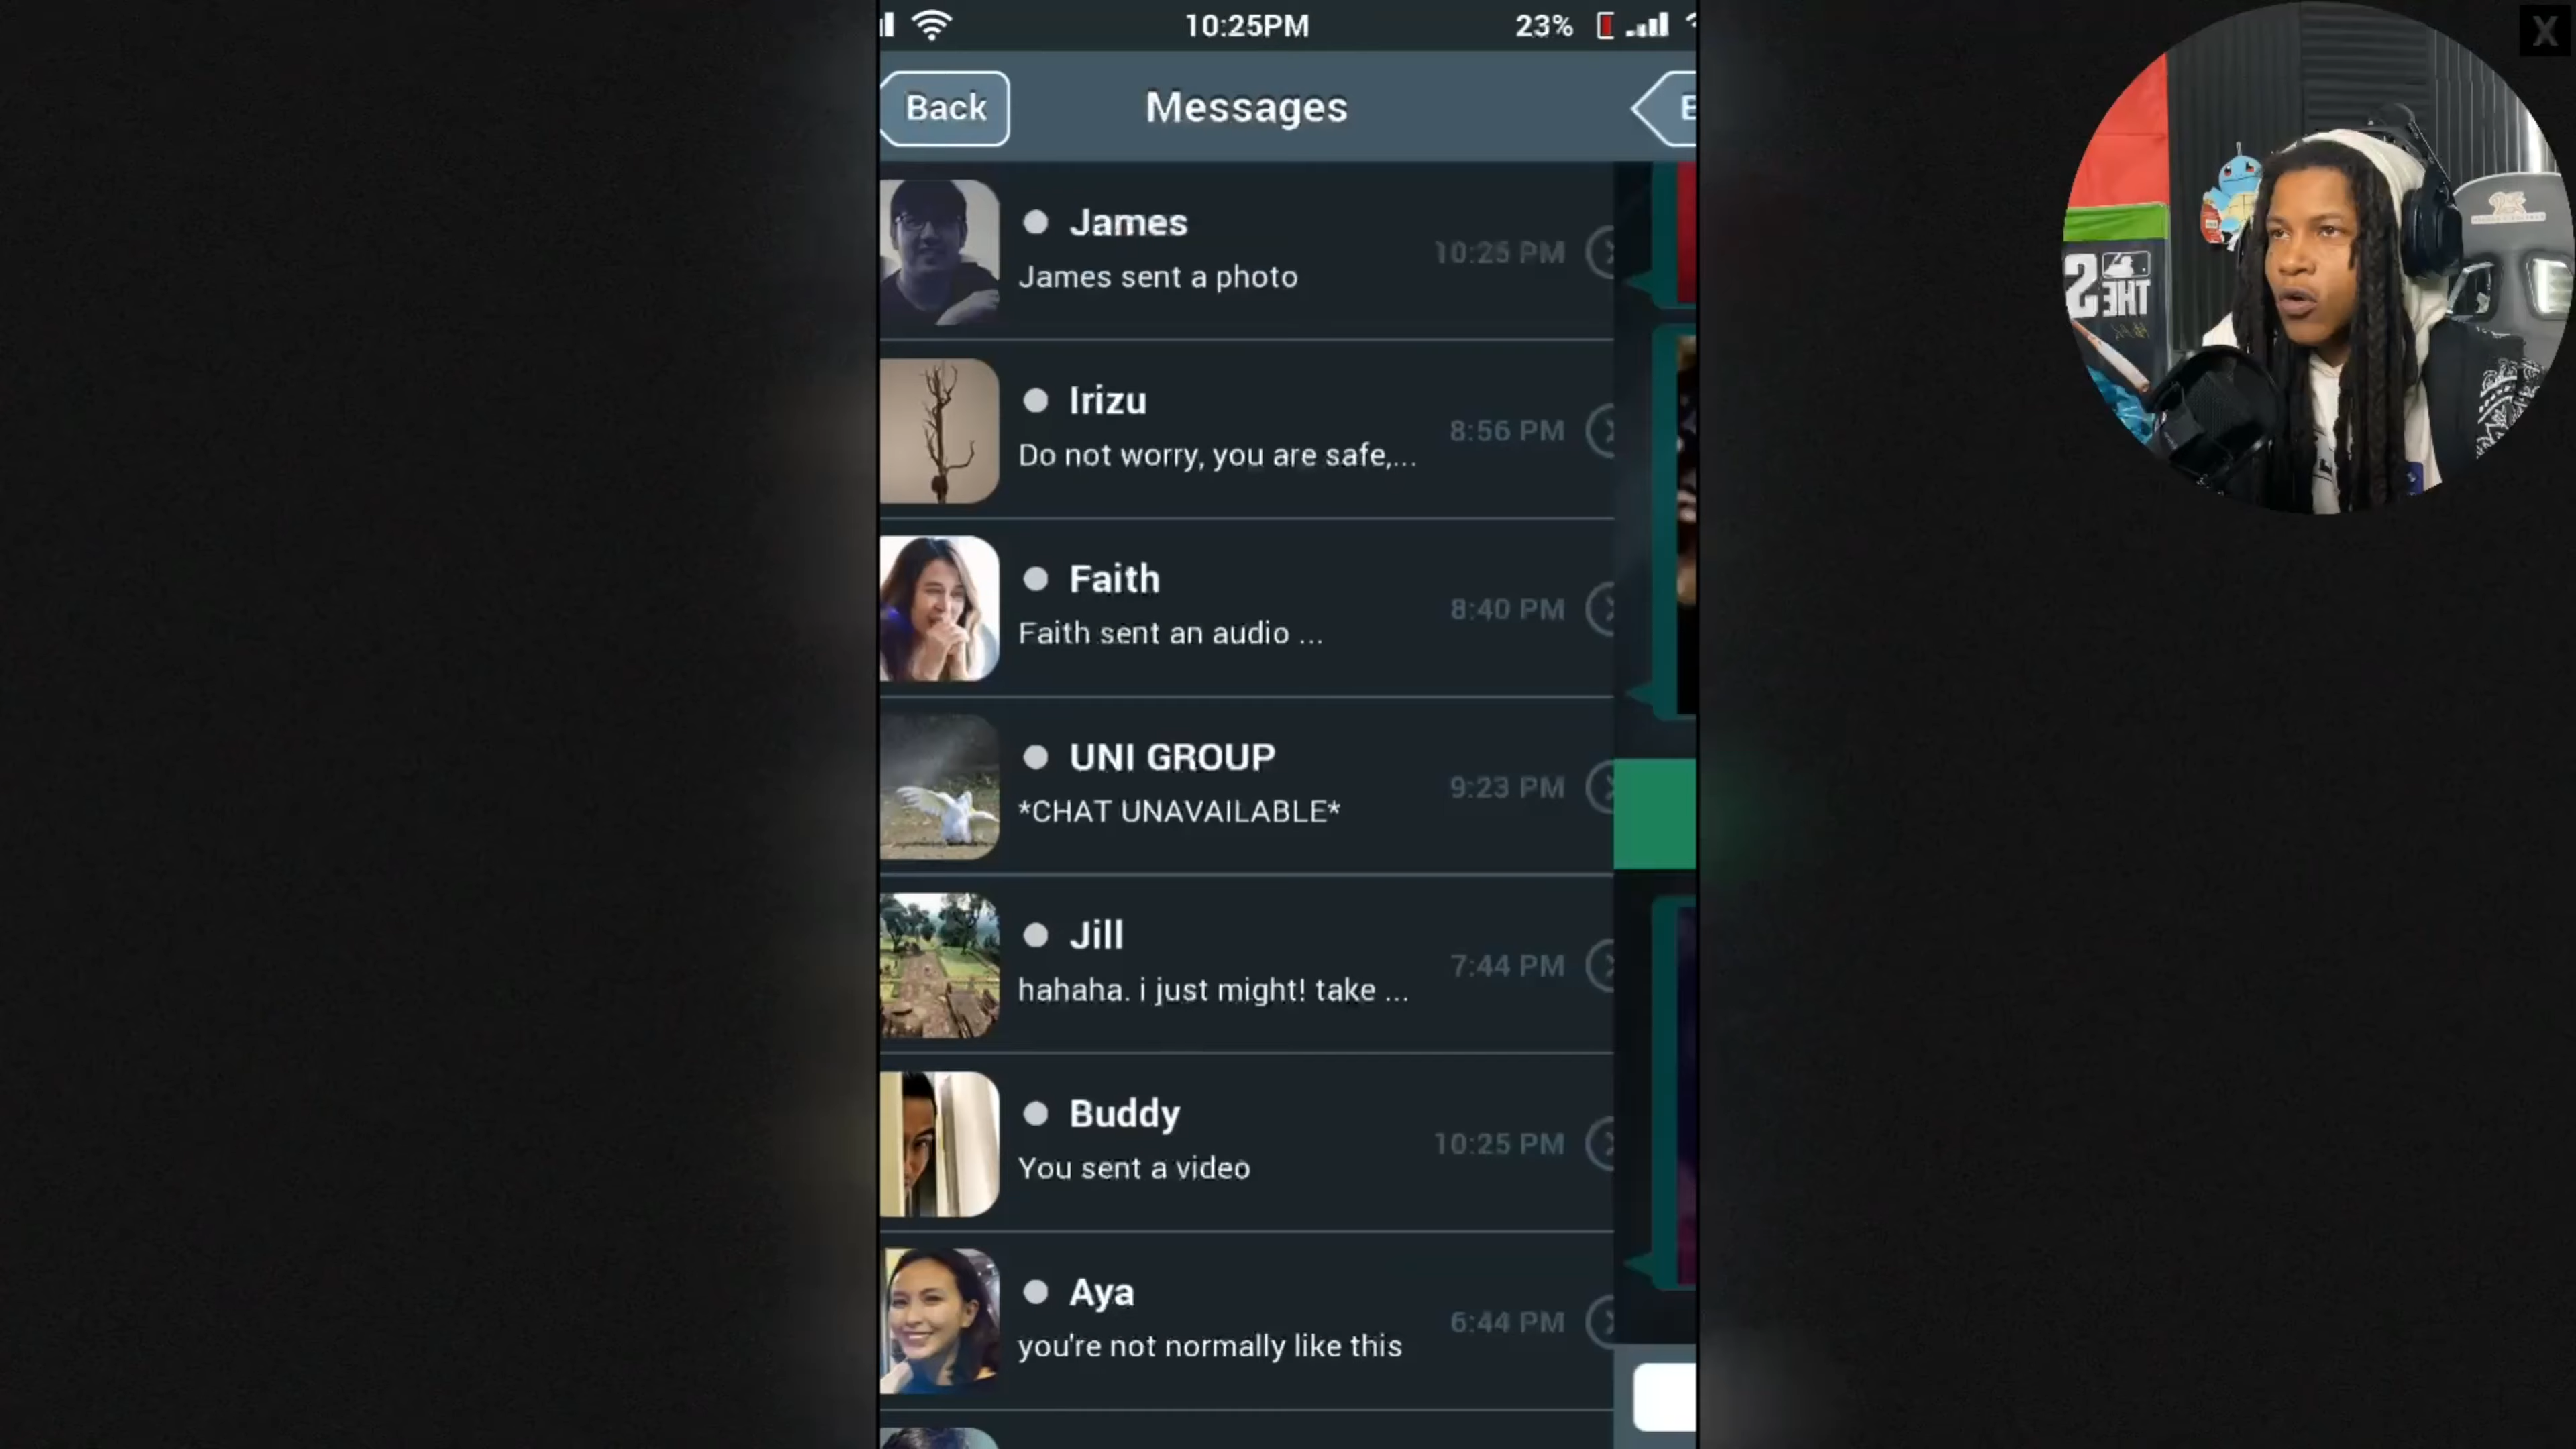 10:25PM
23%
Back
Messages
James
10:25 PM
James sent a photo
Irizu
8:56 PM
Do not worry, you are safe,...
Faith
8:40 PM
Faith sent an audio ...
UNI GROUP
9:23 PM
*CHAT UNAVAILABLE*
Jill
7:44 PM
hahaha. i just might! take ...
Buddy
10:25 PM
You sent a video
Aya
6:44 PM
you're not normally like this
X
THE S